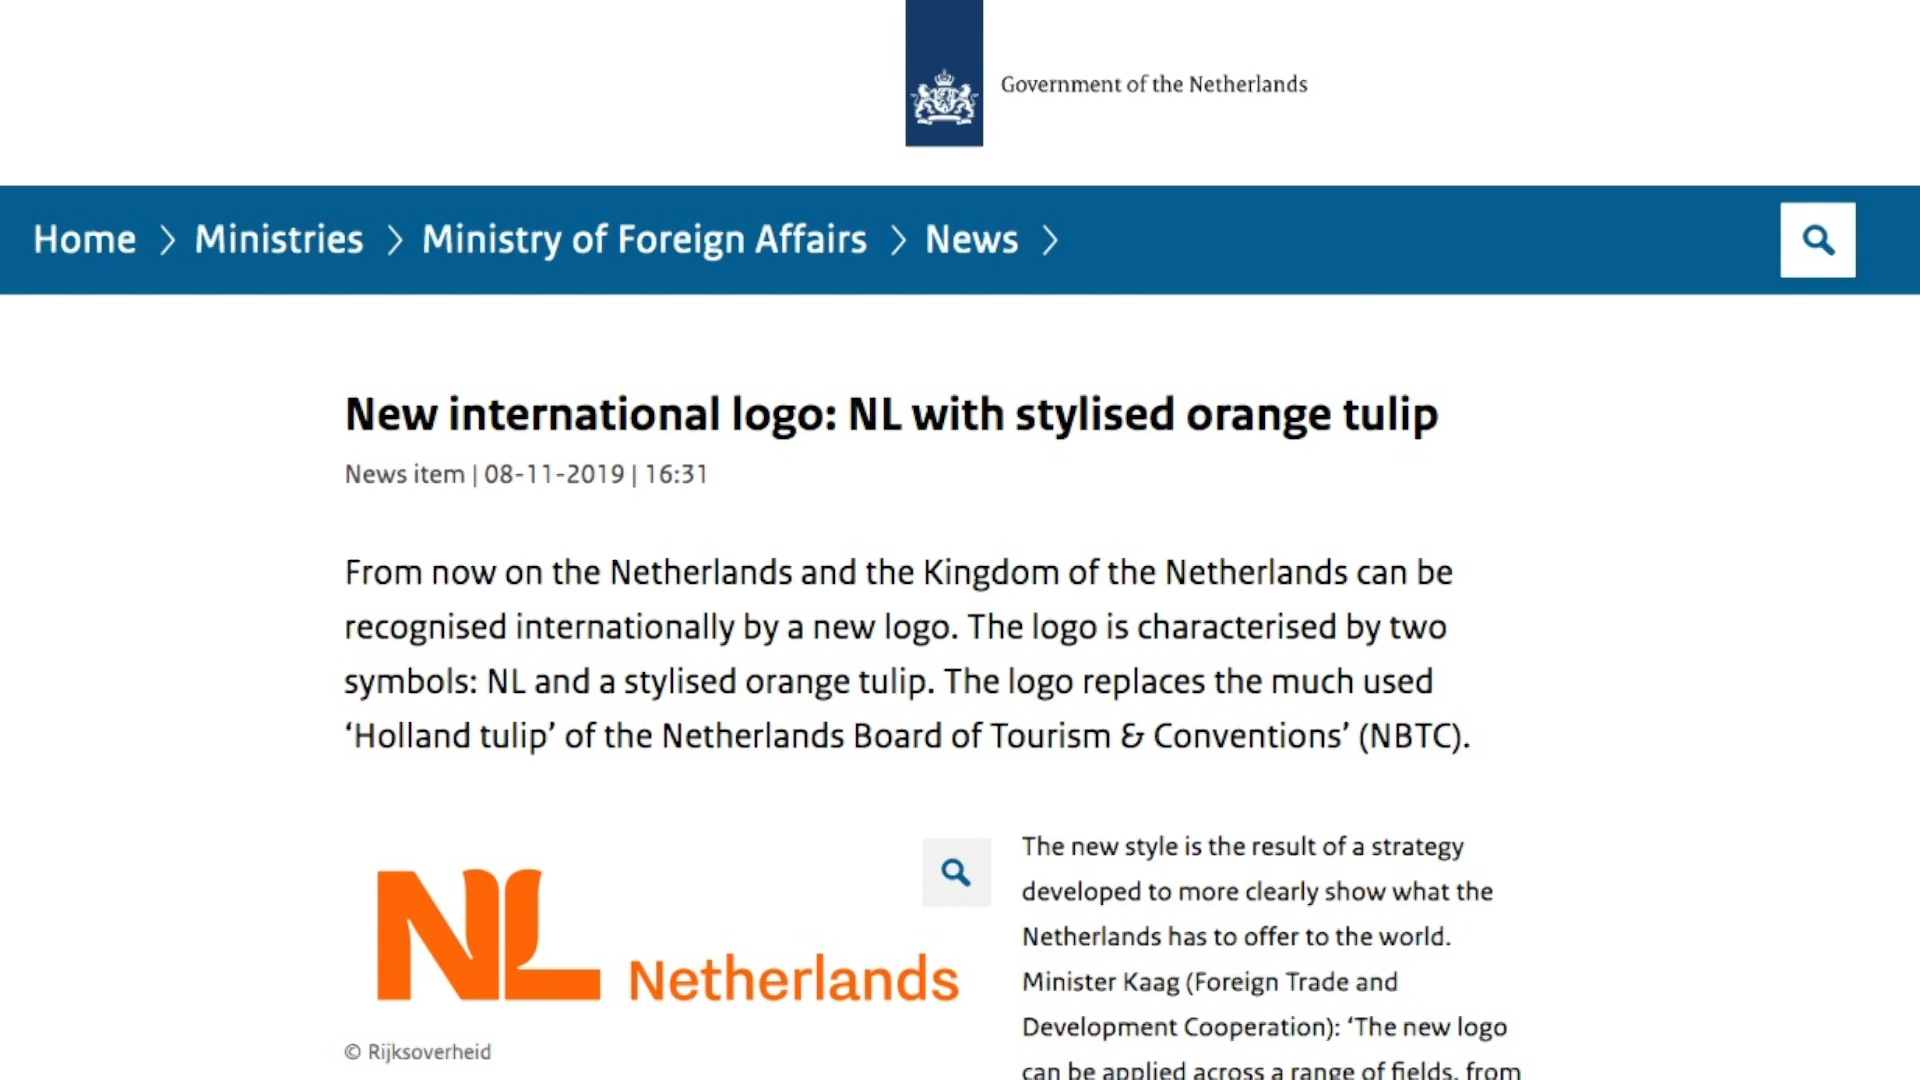 Government of the Netherlands
Home > Ministries > Ministry of Foreign Affairs > News >
New international logo: NL with stylised orange tulip
News item | 08-11-2019 | 16:31
From now on the Netherlands and the Kingdom of the Netherlands can be
recognised internationally by a new logo. The logo is characterised by two
symbols: NL and a stylised orange tulip. The logo replaces the much used
‘Holland tulip’ of the Netherlands Board of Tourism & Conventions’ (NBTC).
NL Netherlands
© Rijksoverheid
The new style is the result of a strategy
developed to more clearly show what the
Netherlands has to offer to the world.
Minister Kaag (Foreign Trade and
Development Cooperation): ‘The new logo
can be applied across a range of fields, from